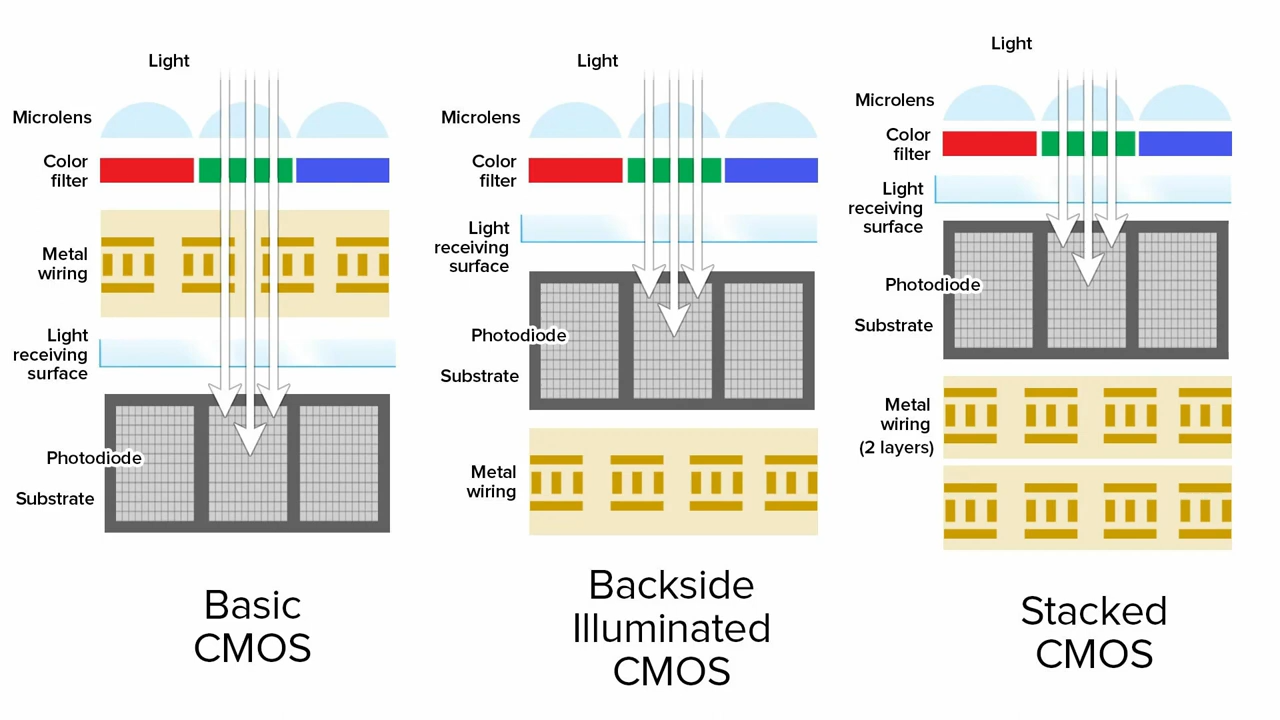 Light
Microlens
Color
filter
Metal
wiring
Light
receiving
surface
Photodiode
Substrate
Basic
CMOS
Light
Microlens
Color
filter
Light
receiving
surface
Photodiode
Substrate
Metal
wiring
Backside
Illuminated
CMOS
Light
Microlens
Color
filter
Light
receiving
surface
Photodiode
Substrate
Metal
wiring
(2 layers)
Stacked
CMOS